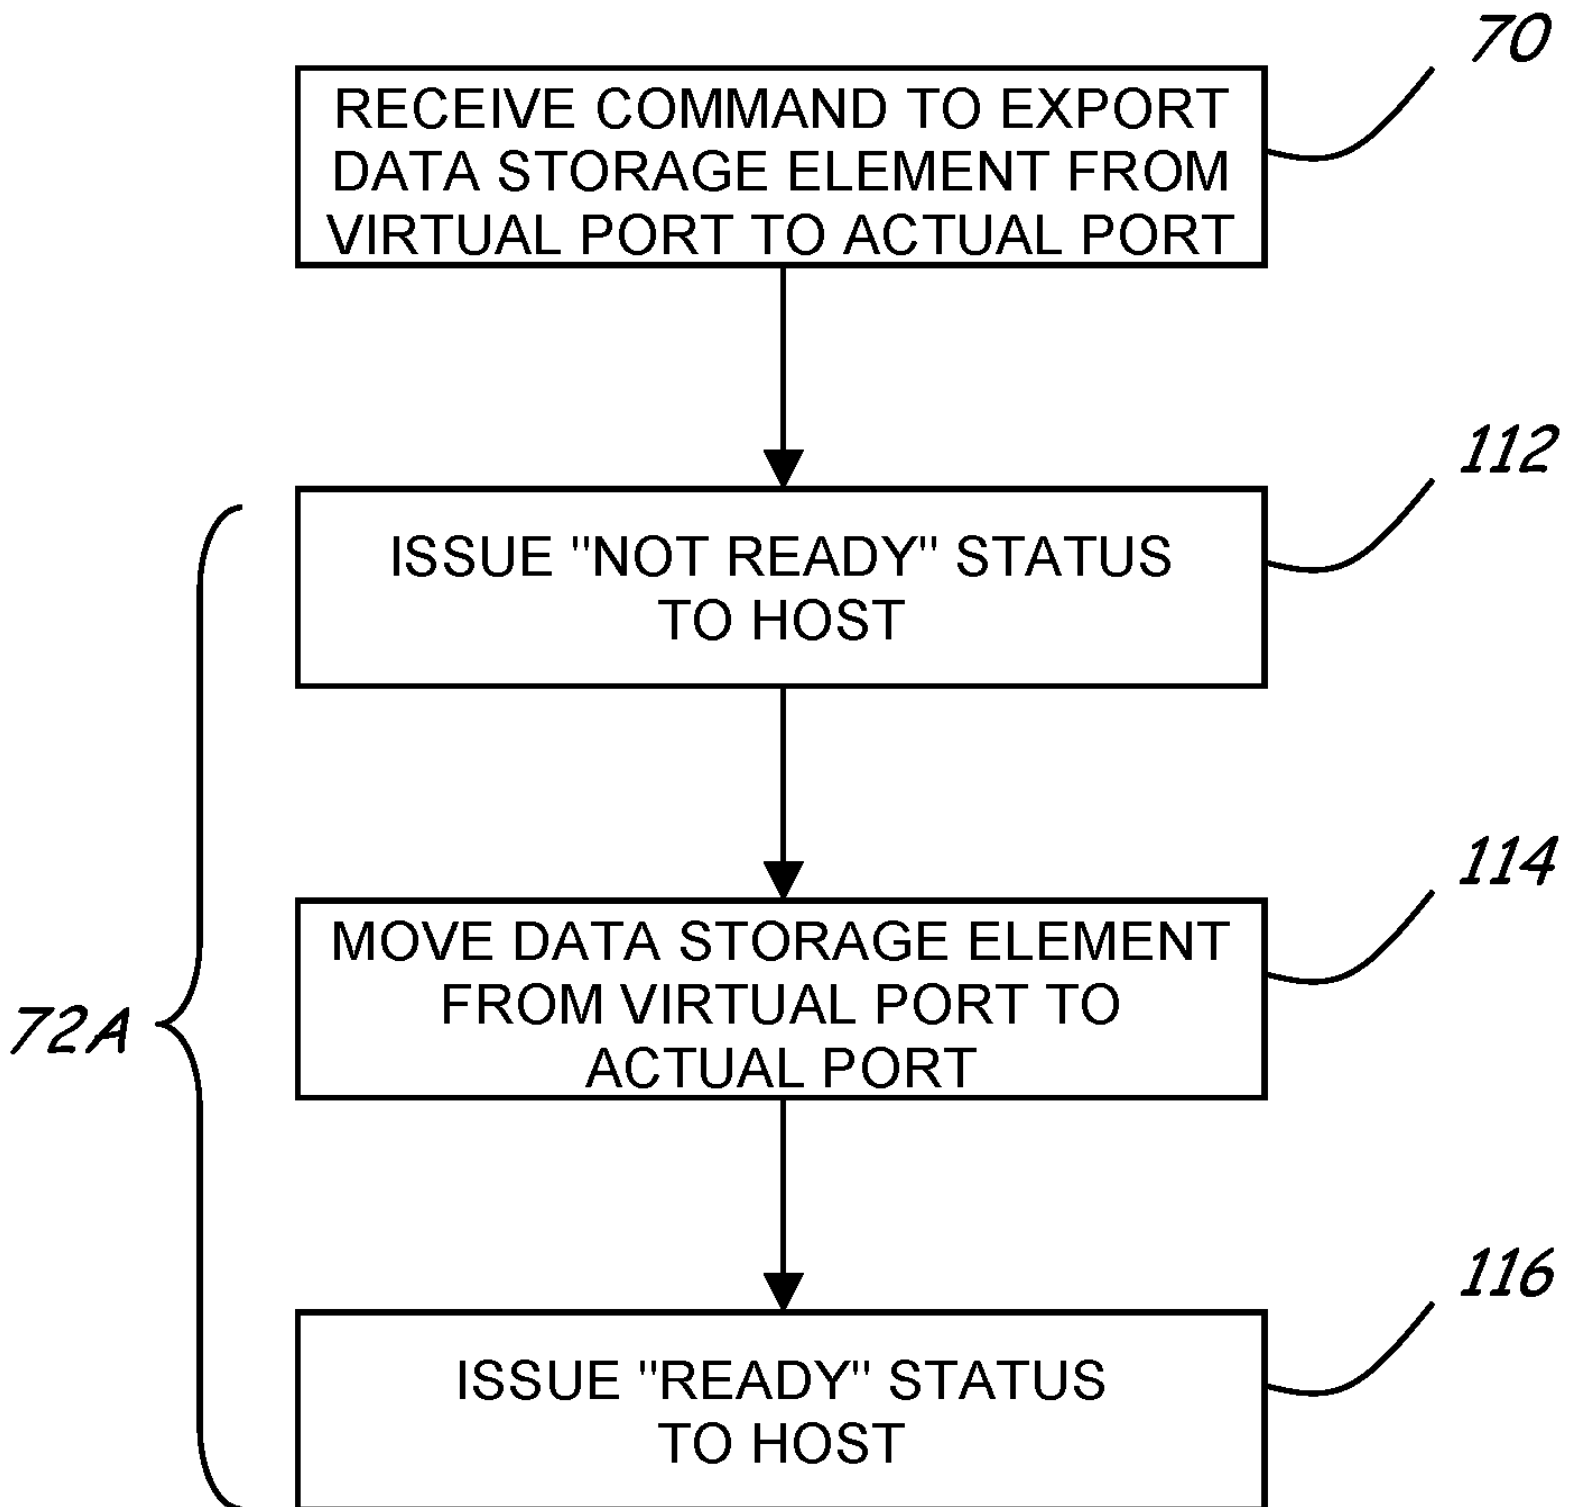 70
RECEIVE COMMAND TO EXPORT
DATA STORAGE ELEMENT FROM
VIRTUAL PORT TO ACTUAL PORT
112
ISSUE "NOT READY" STATUS
TO HOST
114
MOVE DATA STORAGE ELEMENT
FROM VIRTUAL PORT TO
ACTUAL PORT
72A
116
ISSUE "READY" STATUS
TO HOST